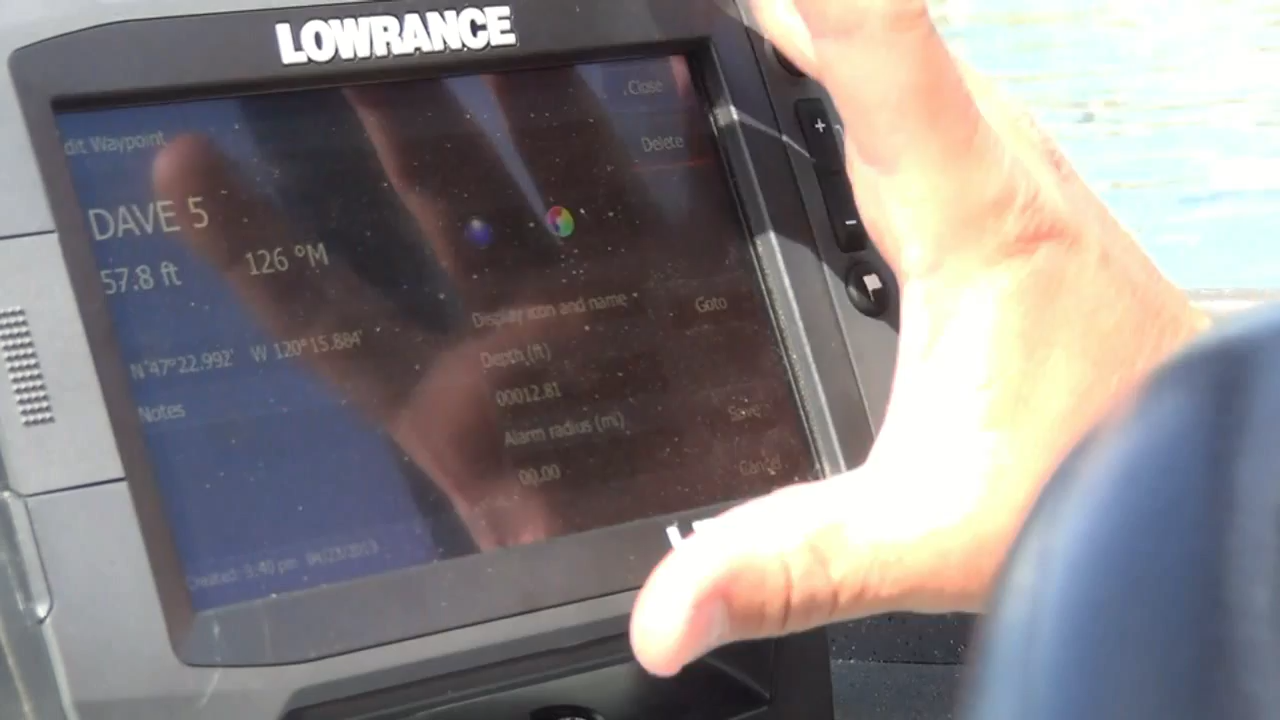 LOWRANCE
dit Waypoint
Close
Delete
DAVE 5
57.8 ft
126 °M
Display icon and name
Goto
N 47°22.992' W 120°15.884'
Depth (ft)
00012.81
Notes
Alarm radius (mi)
Save
00.00
Cancel
Created: 3:40 pm 04/23/2013
+
-